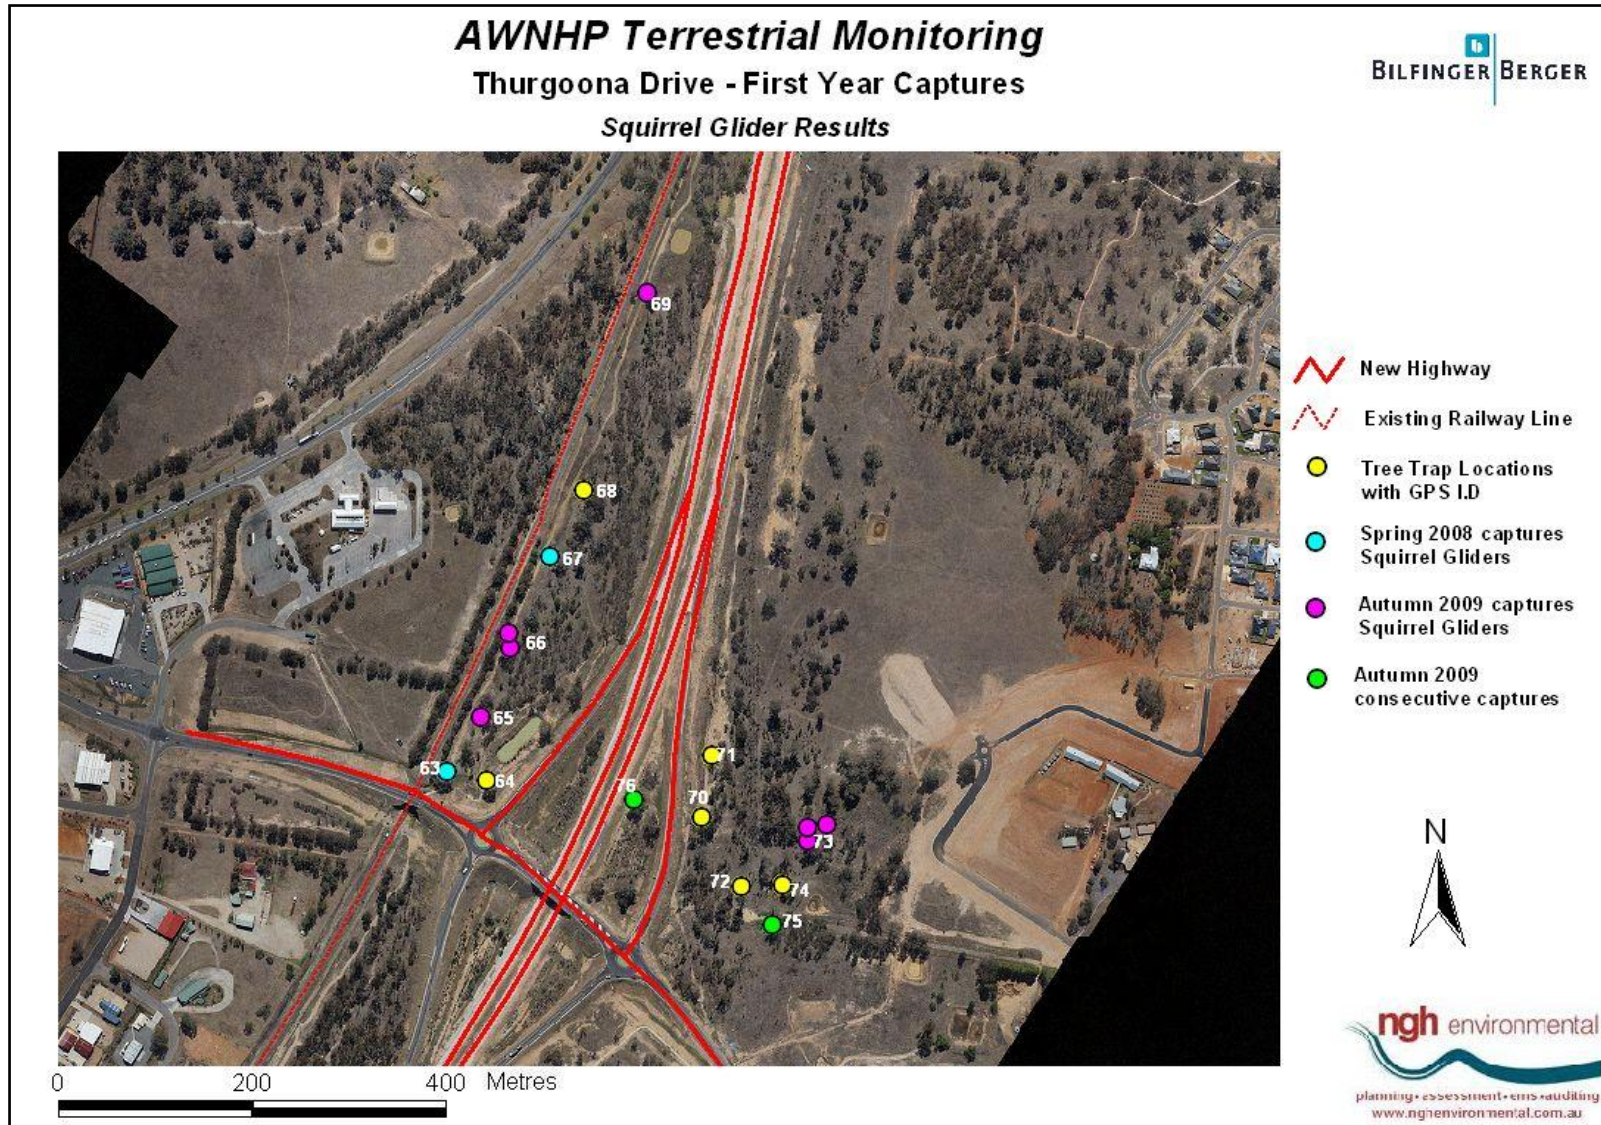 AWNHP Terrestrial Monitoring
Thurgoona Drive - First Year Captures
Squirrel Glider Results
b
BILFINGER BERGER
69
68
67
66
65
63
64
71
76
70
73
72
74
75
New Highway
Existing Railway Line
Tree Trap Locations
with GPS I.D
Spring 2008 captures
Squirrel Gliders
Autumn 2009 captures
Squirrel Gliders
Autumn 2009
consecutive captures
N
0 200 400 Metres
ngh environmental
planning • assessment • ems • auditing
www.nghenvironmental.com.au